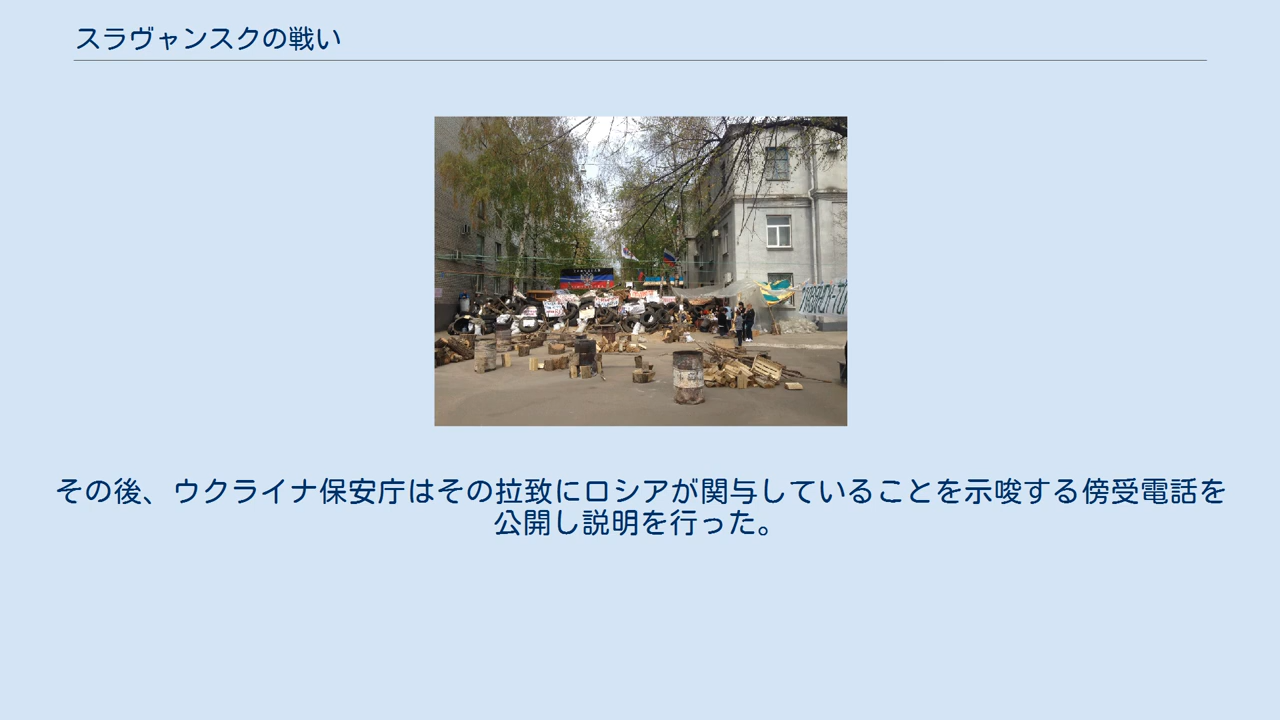 スラヴャンスクの戦い
その後、ウクライナ保安庁はその拉致にロシアが関与していることを示唆する傍受電話を
公開し説明を行った。